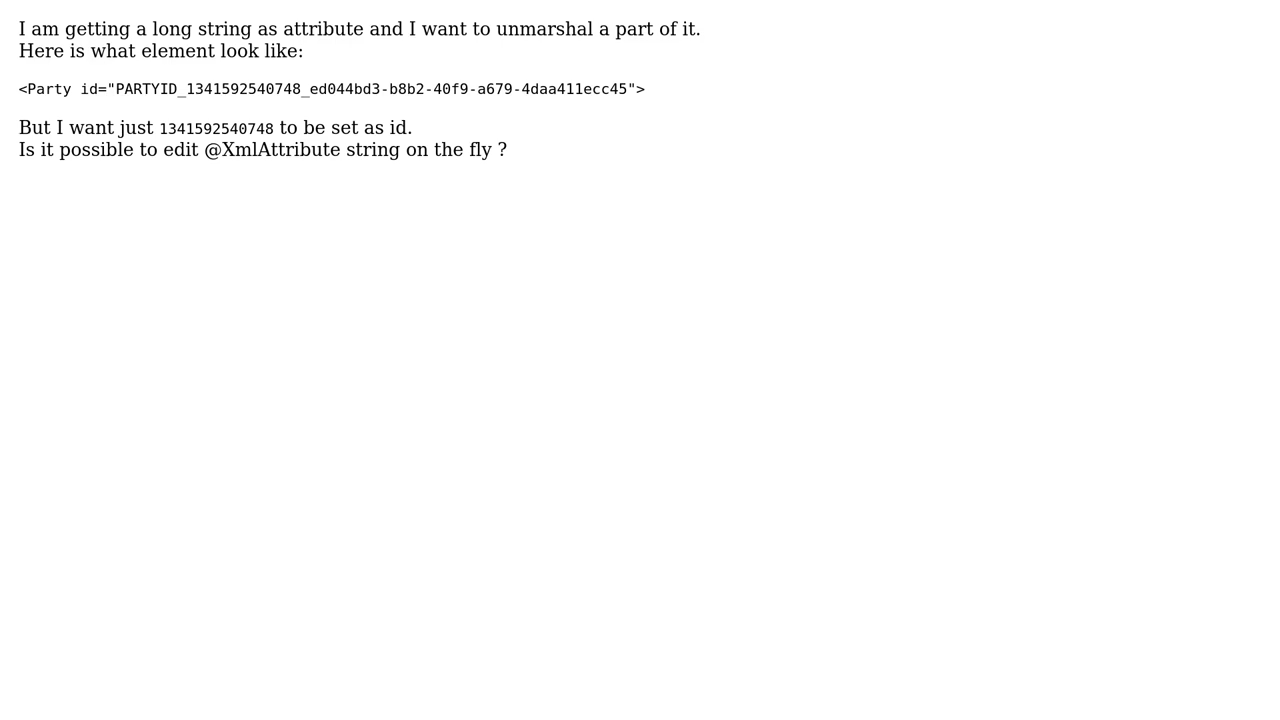 I am getting a long string as attribute and I want to unmarshal a part of it.
Here is what element look like:
<Party id="PARTYID_1341592540748_ed044bd3-b8b2-40f9-a679-4daa411ecc45">
But I want just 1341592540748 to be set as id.
Is it possible to edit @XmlAttribute string on the fly ?